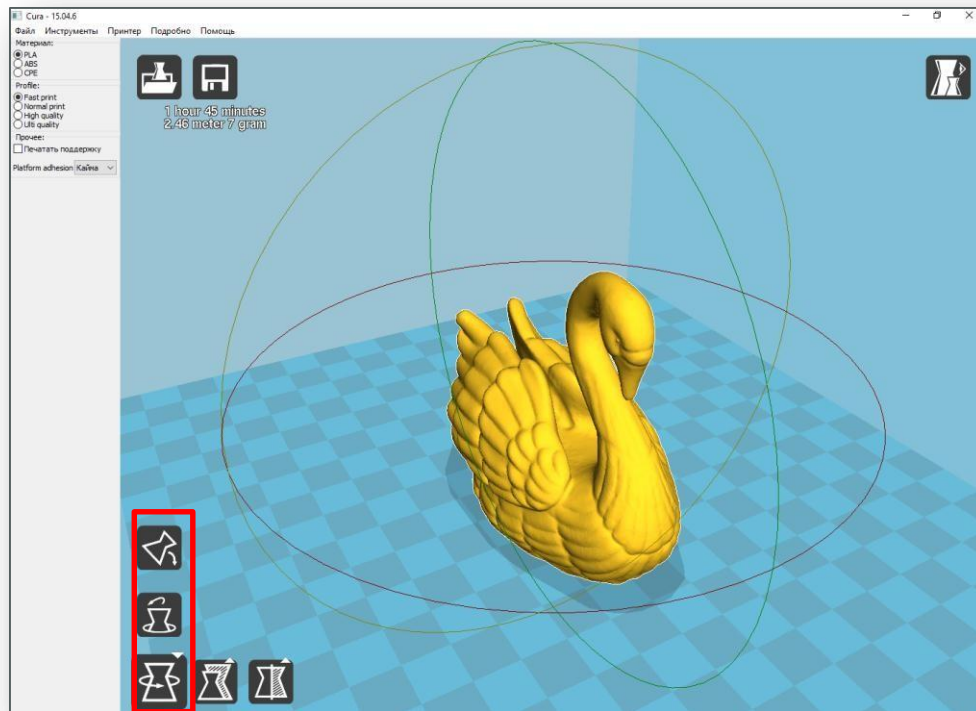 Cura - 15.04.6
Файл Инструменты Принтер Подробно Помощь
Материал:
PLA
ABS
CPE
Profile:
Fast print
Normal print
High quality
Ulti quality
Прочее:
Печатать поддержку
Platform adhesion Кайма
1 hour 45 minutes
2.46 meter 7 gram